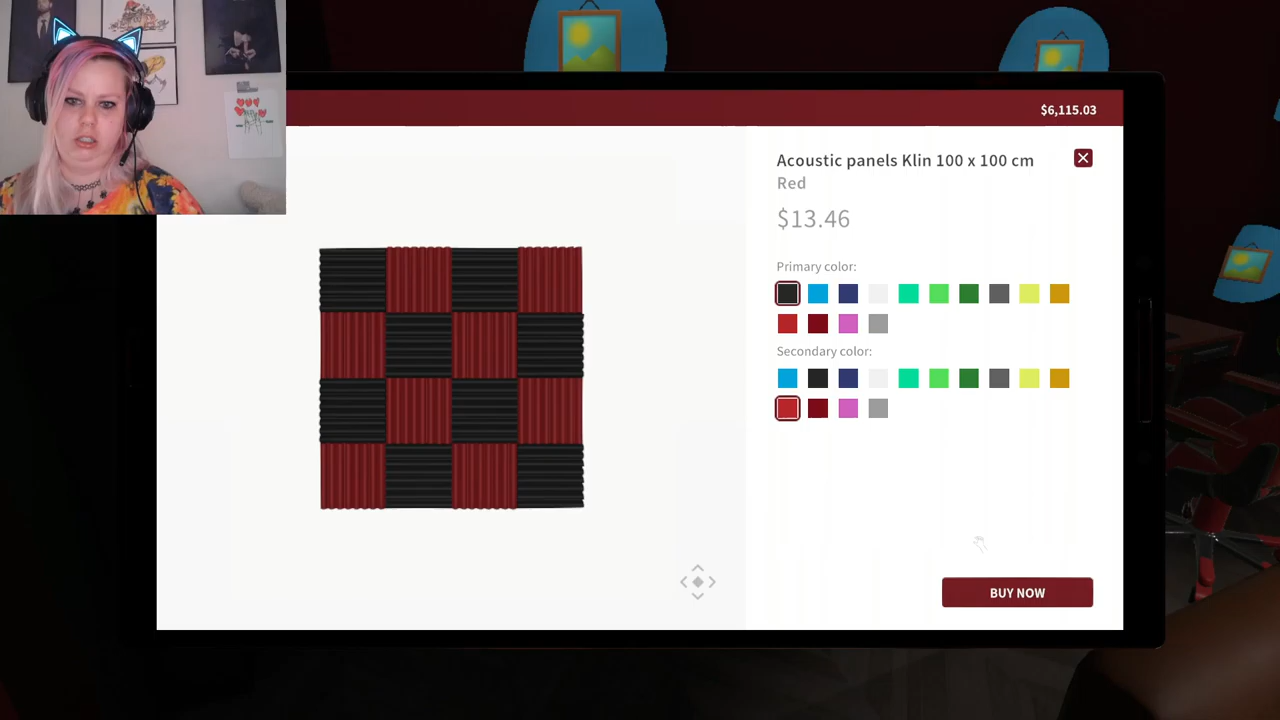 $6,115.03
Acoustic panels Klin 100 x 100 cm
Red
$13.46
Primary color:
Secondary color:
BUY NOW